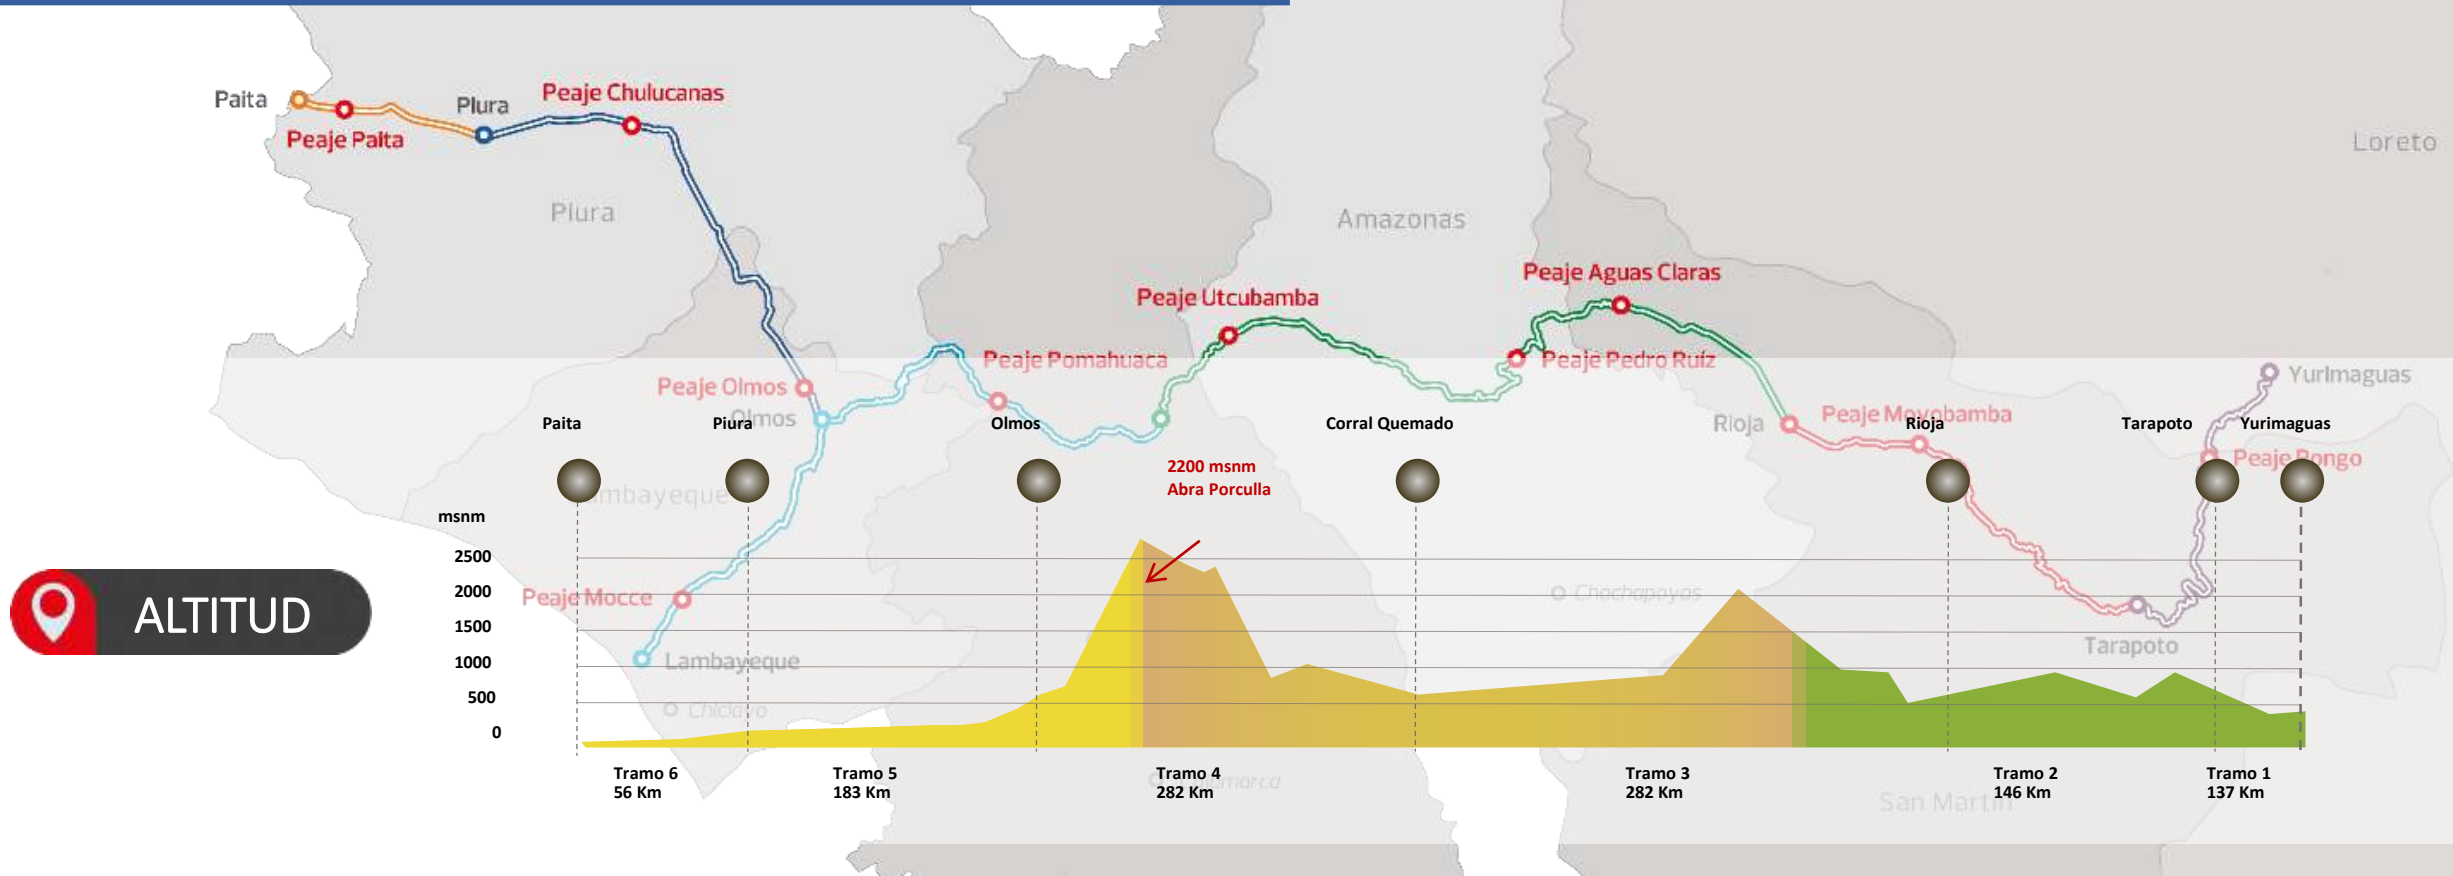 Paita
Peaje Paita
Piura
Peaje Chulucanas
Piura
Amazonas
Loreto
Peaje Aguas Claras
Peaje Utcubamba
Peaje Pomahuaca
Peaje Pedro Ruíz
Peaje Olmos
Olmos
Yurimaguas
Rioja
Peaje Moyobamba
Paita
Piura
Olmos
Corral Quemado
Rioja
Tarapoto
Yurimaguas
Peaje Pongo
2200 msnm
Abra Porculla
Lambayeque
msnm
2500
2000
1500
1000
500
0
ALTITUD
Peaje Mocce
Lambayeque
Chiclayo
Chachapoyas
Tarapoto
Tramo 6
56 Km
Tramo 5
183 Km
Tramo 4
282 Km
Tramo 3
282 Km
Tramo 2
146 Km
Tramo 1
137 Km
San Martín